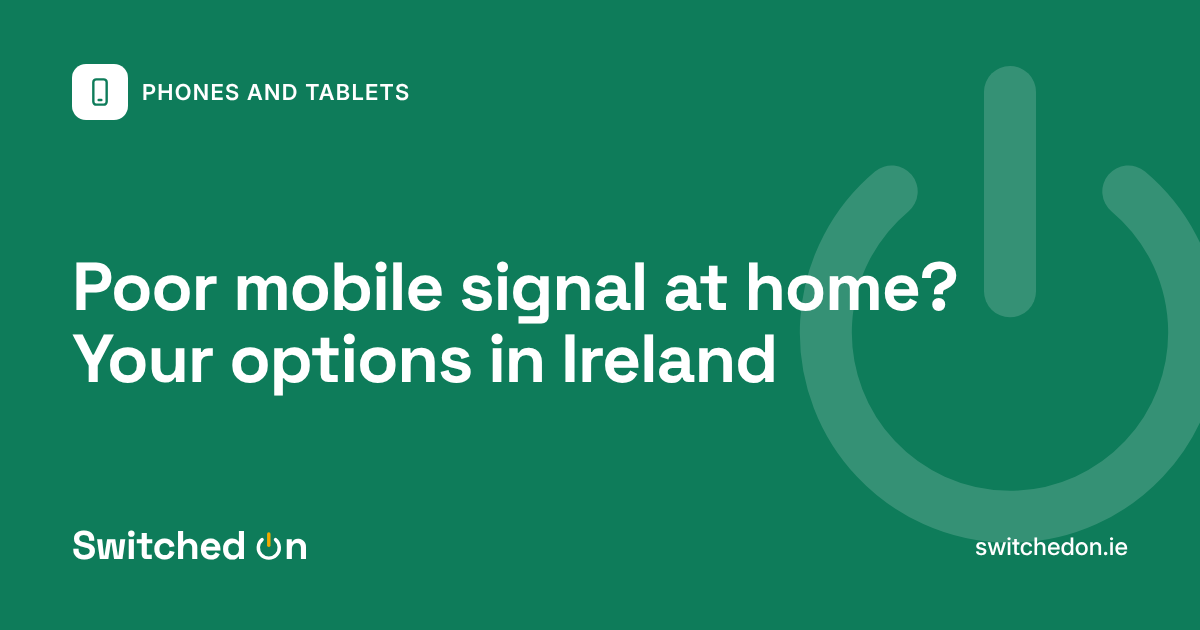 PHONES AND TABLETS
Poor mobile signal at home?
Your options in Ireland
Switched On
switchedon.ie